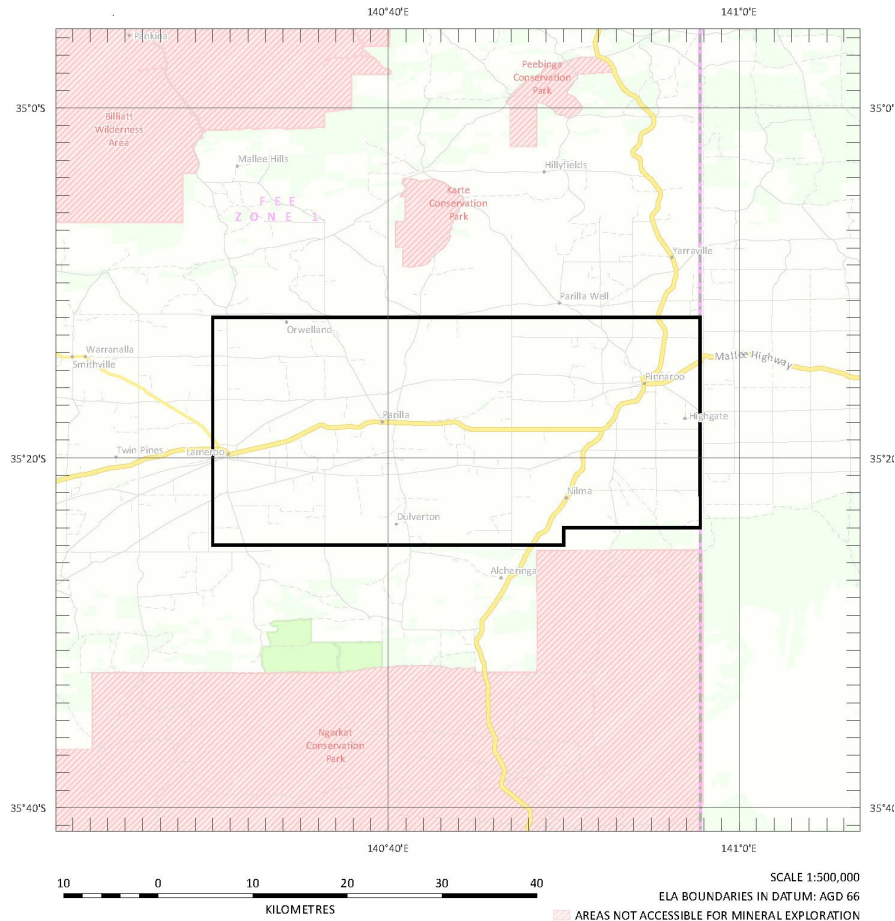 140°40'E
141°0'E
Pankina
Peebinga
Conservation
Park
35°0'S
35°0'
Billiatt
Wilderness
Area
Mallee Hills
Hillyfields
Karte
Conservation
Park
FEE
ZONE 1
Yarraville
Parilla Well
Orwelland
Warranalla
Smithville
Mallee Highway
Pinnaroo
Parilla
Highgate
Twin Pines
Lameroo
35°20'S
35°20'
Nilma
Dulverton
Alcheringa
Ngarkat
Conservation
Park
35°40'S
35°40'
140°40'E
141°0'E
10 0 10 20 30 40
KILOMETRES
SCALE 1:500,000
ELA BOUNDARIES IN DATUM: AGD 66
AREAS NOT ACCESSIBLE FOR MINERAL EXPLORATION